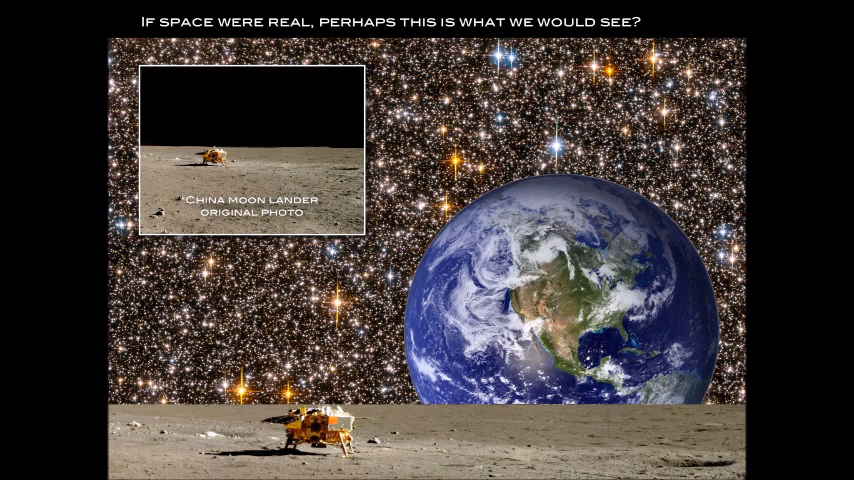 If space were real, perhaps this is what we would see?
*China moon lander
original photo